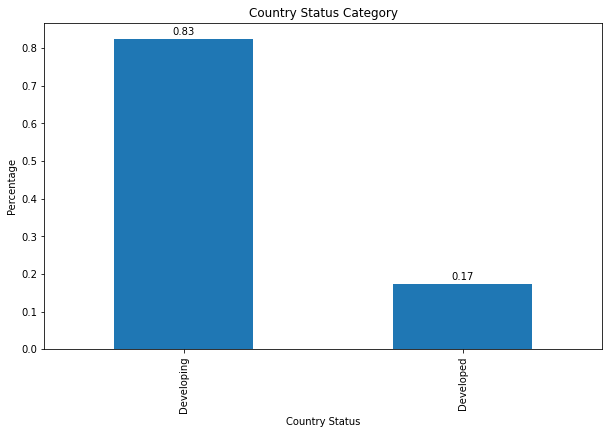 Country Status Category
0.83
0.17
0.8
0.7
0.6
0.5
0.4
0.3
0.2
0.1
0.0
Percentage
Developing
Developed
Country Status